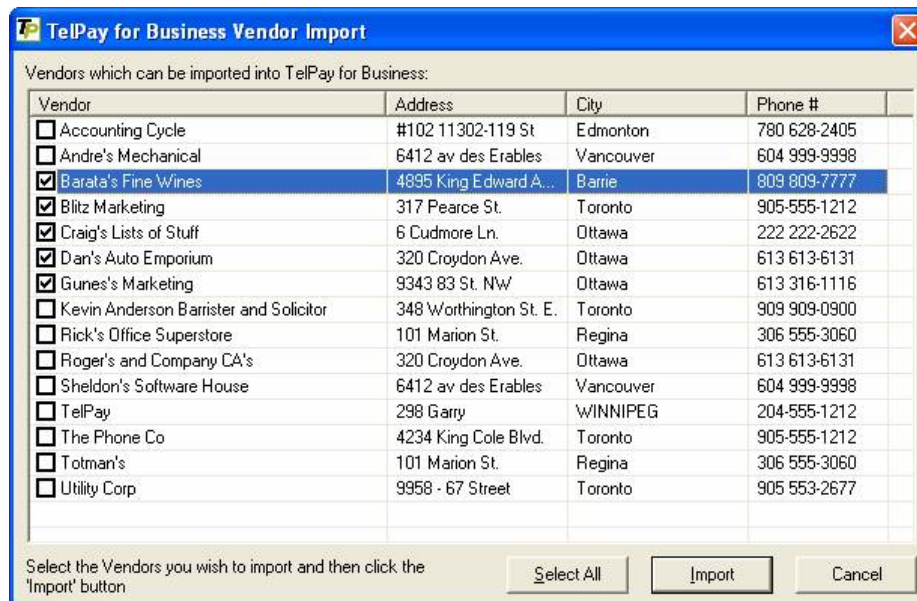 TelPay for Business Vendor Import
Vendors which can be imported into TelPay for Business:
Vendor Address City Phone #
Accounting Cycle #102 11302-119 St Edmonton 780 628-2405
Andre's Mechanical 6412 av des Erables Vancouver 604 999-9998
Barata's Fine Wines 4895 King Edward A... Barrie 809 809-7777
Blitz Marketing 317 Pearce St. Toronto 905-555-1212
Craig's Lists of Stuff 6 Cudmore Ln. Ottawa 222 222-2622
Dan's Auto Emporium 320 Croydon Ave. Ottawa 613 613-6131
Gunes's Marketing 9343 83 St. NW Ottawa 613 316-1116
Kevin Anderson Barrister and Solicitor 348 Worthington St. E. Toronto 909 909-0900
Rick's Office Superstore 101 Marion St. Regina 306 555-3060
Roger's and Company CA's 320 Croydon Ave. Ottawa 613 613-6131
Sheldon's Software House 6412 av des Erables Vancouver 604 999-9998
TelPay 298 Garry WINNIPEG 204-555-1212
The Phone Co 4234 King Cole Blvd. Toronto 905-555-1212
Totman's 101 Marion St. Regina 306 555-3060
Utility Corp 9958 - 67 Street Toronto 905 553-2677
Select the Vendors you wish to import and then click the
'Import' button
Select All Import Cancel